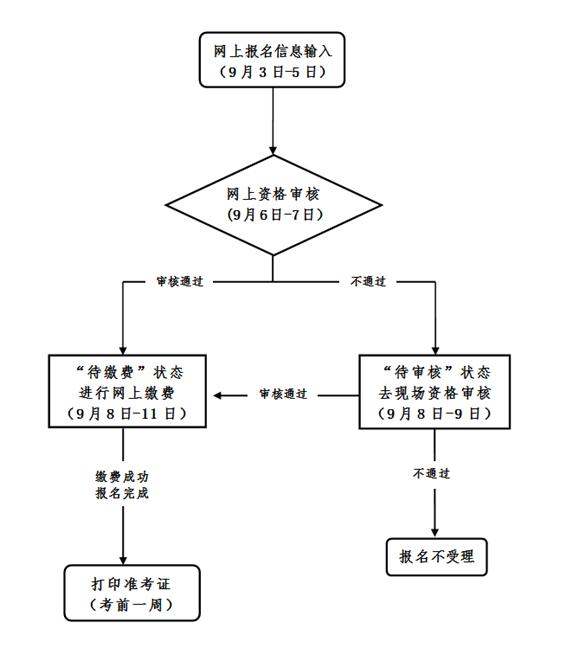 网上报名信息输入
（9月3日-5日）
网上资格审核
(9月6日-7日)
审核通过
不通过
“待缴费”状态
进行网上缴费
（9月8日-11日）
审核通过
“待审核”状态
去现场资格审核
（9月8日-9日）
缴费成功
报名完成
不通过
打印准考证
（考前一周）
报名不受理